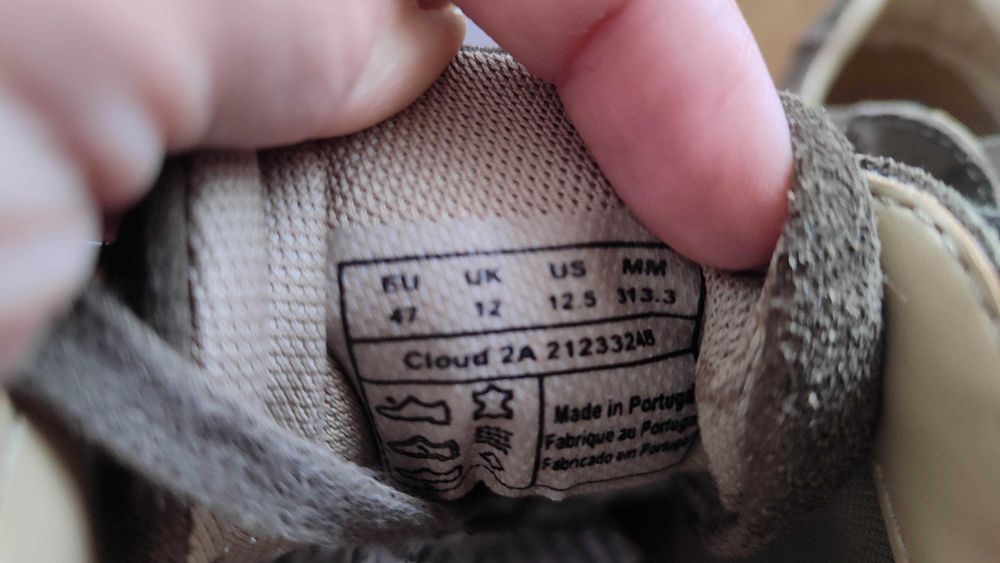 EU UK US MM
47 12 12.5 313.3
Cloud 2A 2123324B
Made in Portugal
Fabrique au Portugal
Fabricado em Portugal